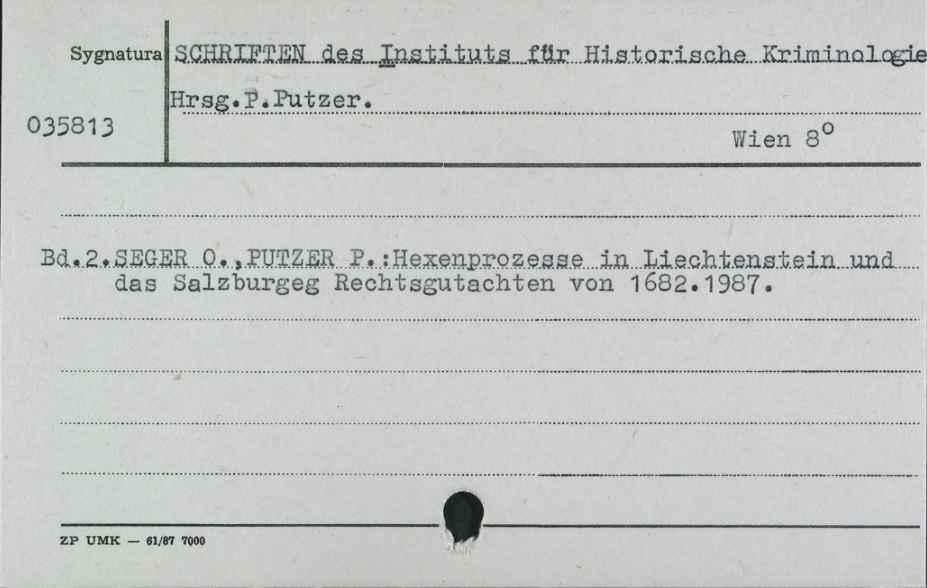 Sygnatura
SCHRIFTEN des Instituts für Historische Kriminologie
Hrsg.P.Putzer.
035813
Wien 8°
Bd.2.SEGER O.,PUTZER P.:Hexenprozesse in Liechtenstein und
das Salzburgeg Rechtsgutachten von 1682.1987.
ZP UMK — 61/87 7000